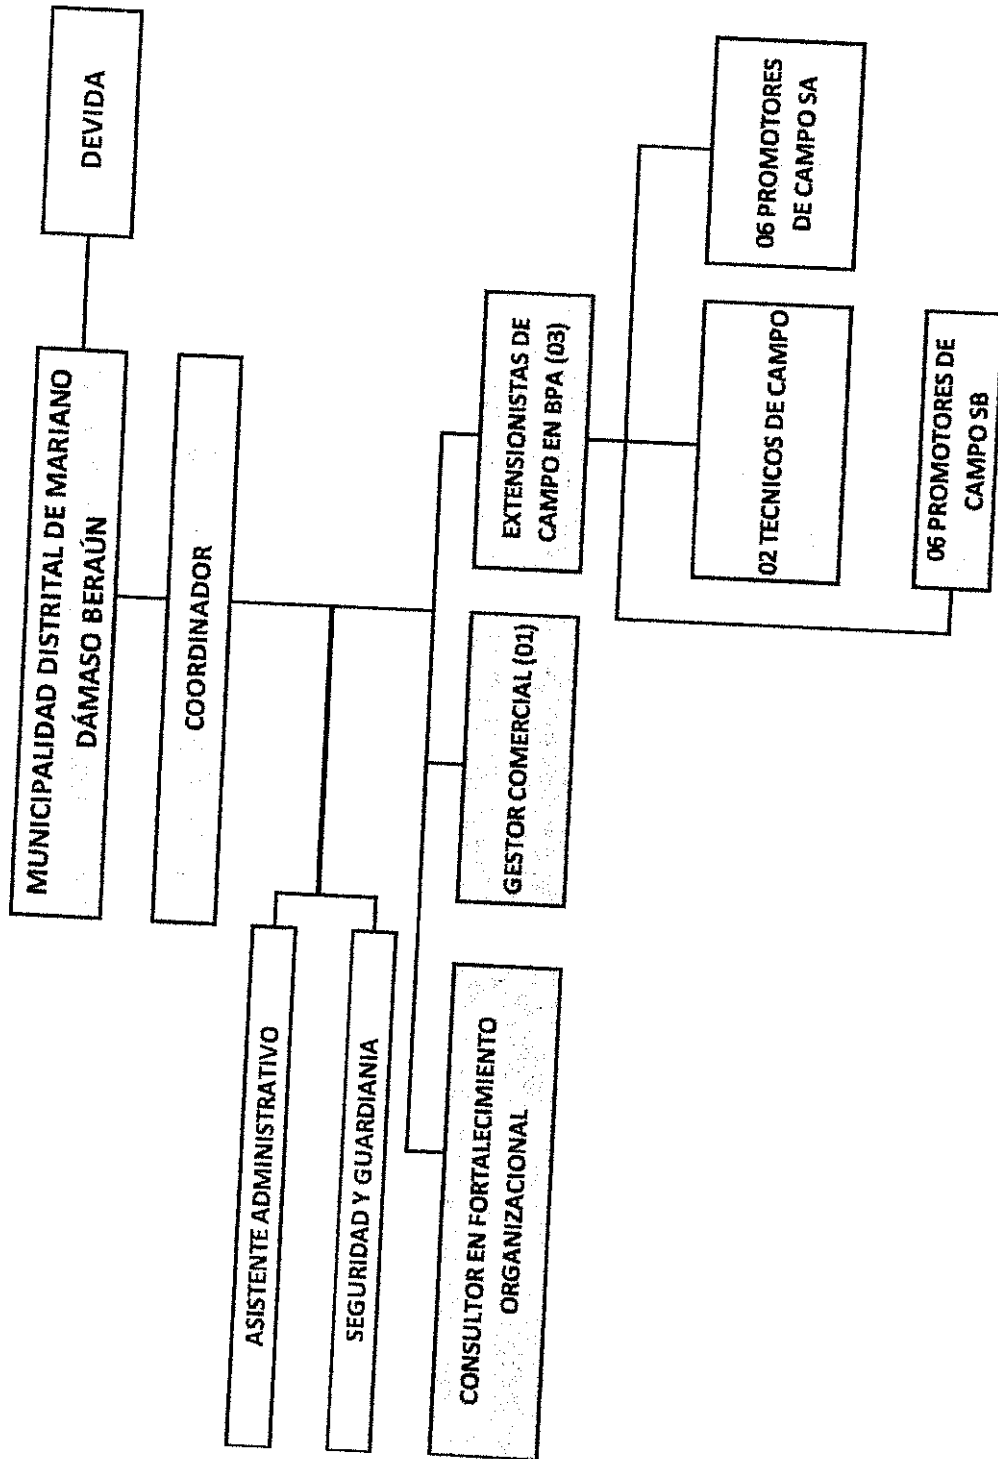 MUNICIPALIDAD DISTRITAL DE MARIANO
DÁMASO BERAÚN
DEVIDA
COORDINADOR
ASISTENTE ADMINISTRATIVO
SEGURIDAD Y GUARDIANIA
CONSULTOR EN FORTALECIMIENTO
ORGANIZACIONAL
GESTOR COMERCIAL (01)
EXTENSIONISTAS DE
CAMPO EN BPA (03)
02 TECNICOS DE CAMPO
06 PROMOTORES
DE CAMPO SA
06 PROMOTORES DE
CAMPO SB